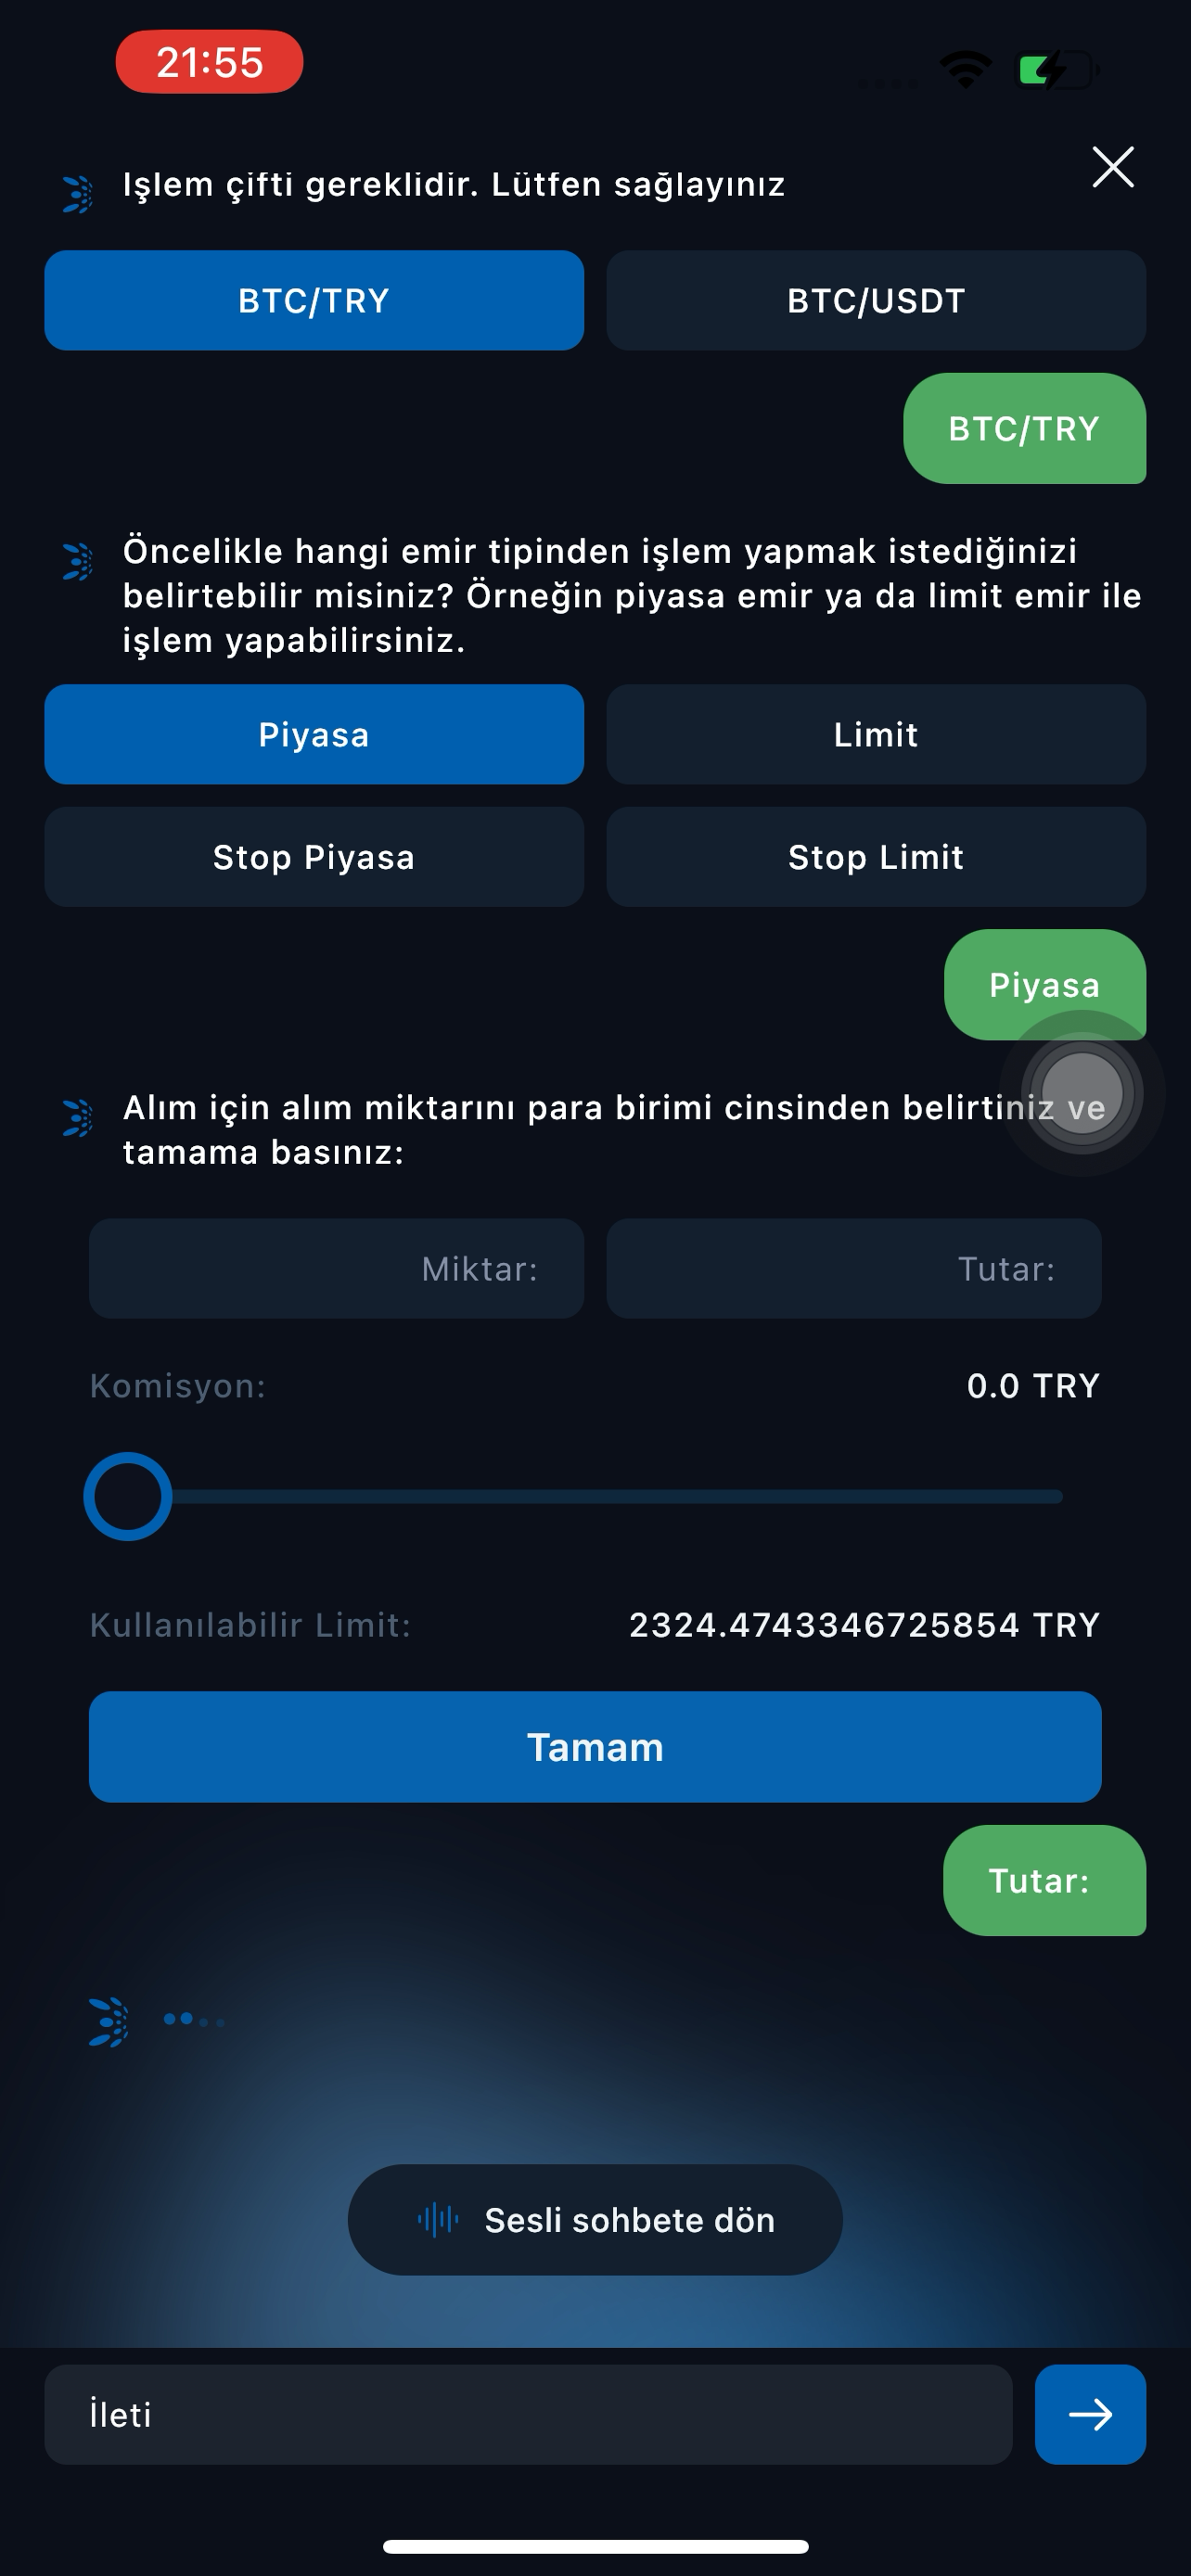 21:55
İşlem çifti gereklidir. Lütfen sağlayınız
BTC/TRY
BTC/USDT
BTC/TRY
Öncelikle hangi emir tipinden işlem yapmak istediğinizi
belirtebilir misiniz? Örneğin piyasa emir ya da limit emir ile
işlem yapabilirsiniz.
Piyasa
Limit
Stop Piyasa
Stop Limit
Piyasa
Alım için alım miktarını para birimi cinsinden belirtiniz ve
tamama basınız:
Miktar:
Tutar:
Komisyon:
0.0 TRY
Kullanılabilir Limit:
2324.4743346725854 TRY
Tamam
Tutar:
Sesli sohbete dön
İleti